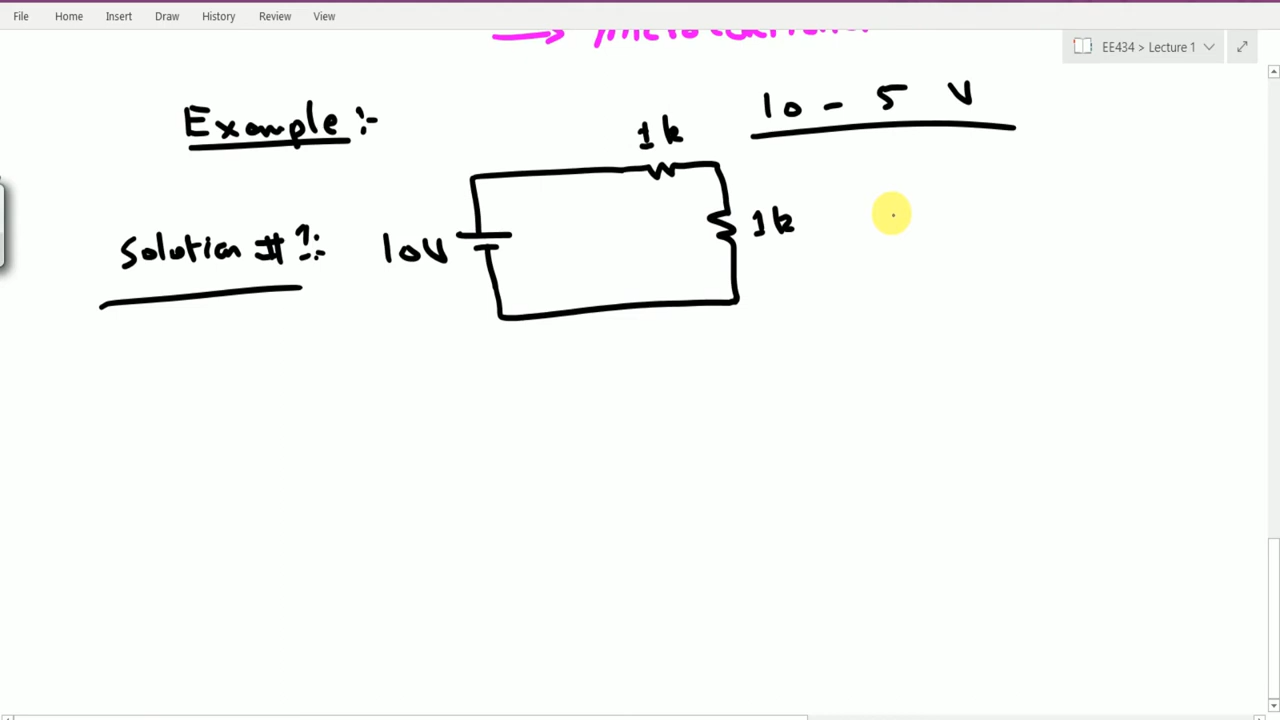 File Home Insert Draw History Review View
EE434 > Lecture 1
Example :-
10 - 5 V
1k
Solution # 1:-
10V
1k